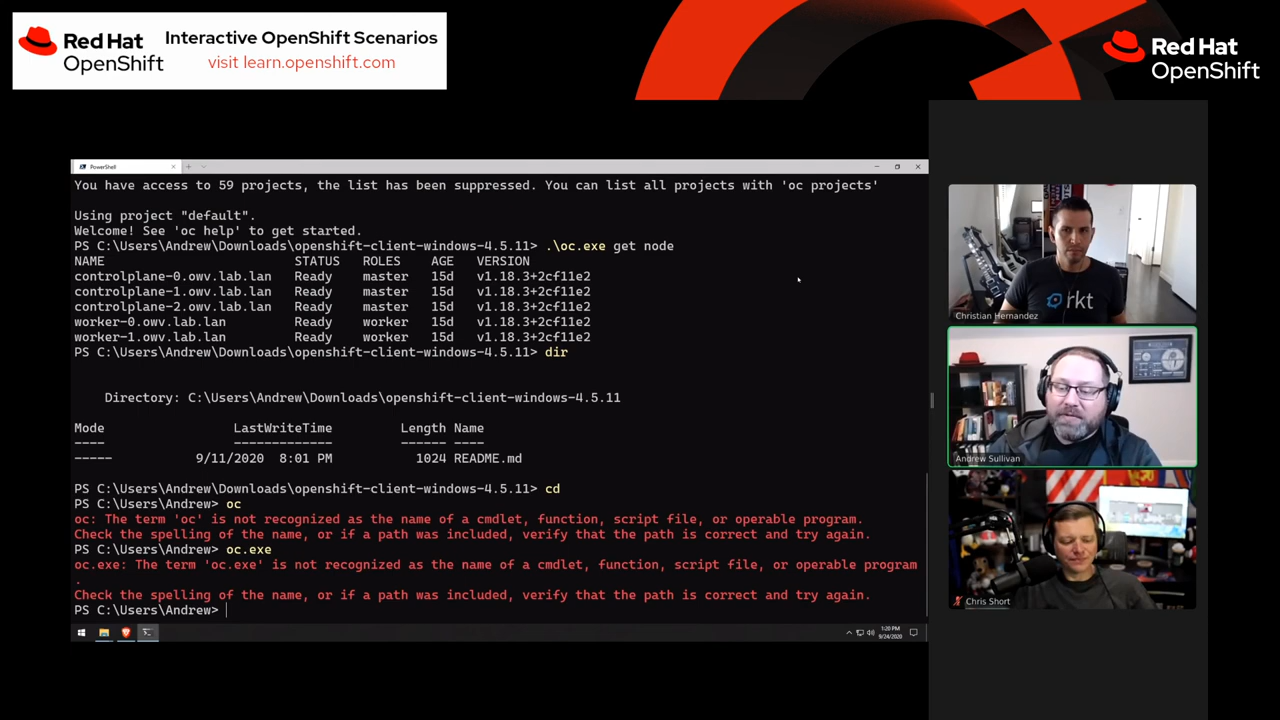 Red Hat
OpenShift
Interactive OpenShift Scenarios
visit learn.openshift.com
Red Hat
OpenShift
PowerShell
You have access to 59 projects, the list has been suppressed. You can list all projects with 'oc projects'
Using project "default".
Welcome! See 'oc help' to get started.
PS C:\Users\Andrew\Downloads\openshift-client-windows-4.5.11> .\oc.exe get node
NAME STATUS ROLES AGE VERSION
controlplane-0.owv.lab.lan Ready master 15d v1.18.3+2cf11e2
controlplane-1.owv.lab.lan Ready master 15d v1.18.3+2cf11e2
controlplane-2.owv.lab.lan Ready master 15d v1.18.3+2cf11e2
worker-0.owv.lab.lan Ready worker 15d v1.18.3+2cf11e2
worker-1.owv.lab.lan Ready worker 15d v1.18.3+2cf11e2
PS C:\Users\Andrew\Downloads\openshift-client-windows-4.5.11> dir
Directory: C:\Users\Andrew\Downloads\openshift-client-windows-4.5.11
Mode LastWriteTime Length Name
---- ------------- ------ ----
----- 9/11/2020 8:01 PM 1024 README.md
PS C:\Users\Andrew\Downloads\openshift-client-windows-4.5.11> cd
PS C:\Users\Andrew> oc
oc: The term 'oc' is not recognized as the name of a cmdlet, function, script file, or operable program.
Check the spelling of the name, or if a path was included, verify that the path is correct and try again.
PS C:\Users\Andrew> oc.exe
oc.exe: The term 'oc.exe' is not recognized as the name of a cmdlet, function, script file, or operable program
.
Check the spelling of the name, or if a path was included, verify that the path is correct and try again.
PS C:\Users\Andrew>
1:20 PM
9/24/2020
rkt
Christian Hernandez
Andrew Sullivan
Chris Short